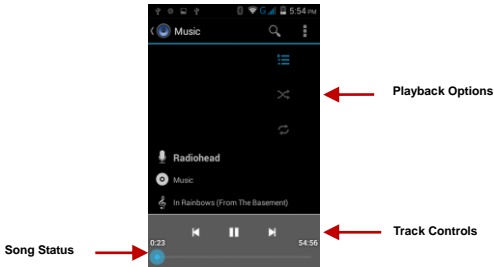 5:54 PM
Music
Playback Options
Radiohead
Music
In Rainbows (From The Basement)
Track Controls
0:23
54:56
Song Status